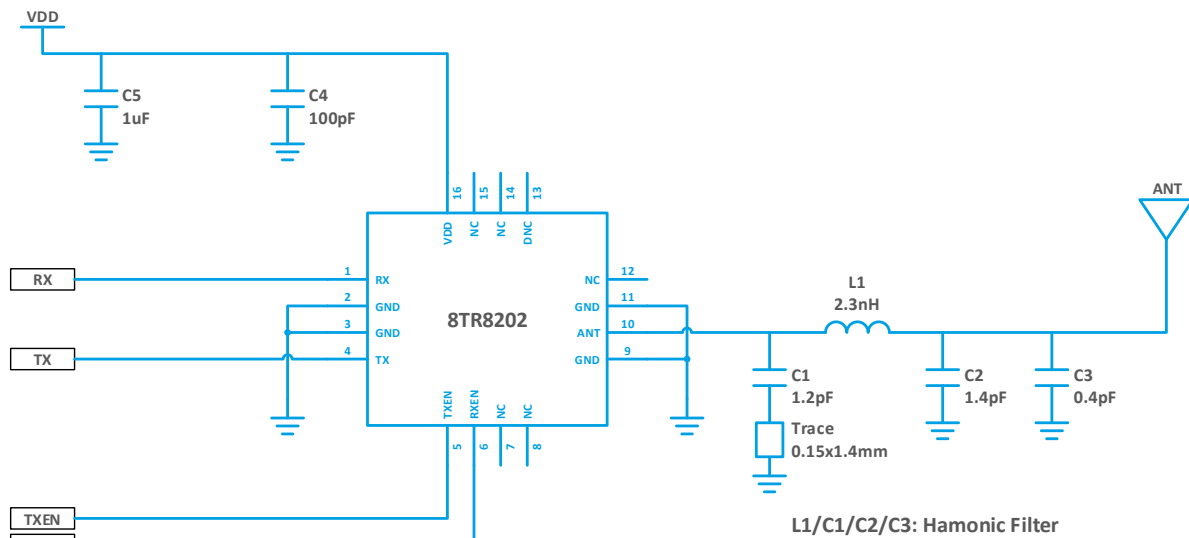 VDD
C5
1uF
C4
100pF
16
15
14
13
VDD
NC
NC
DNC
ANT
RX
1
RX
NC
12
2
GND
GND
11
L1
2.3nH
8TR8202
3
GND
ANT
10
TX
4
TX
GND
9
C1
1.2pF
C2
1.4pF
C3
0.4pF
TXEN
RXEN
NC
NC
5
6
7
8
Trace
0.15x1.4mm
TXEN
L1/C1/C2/C3: Hamonic Filter